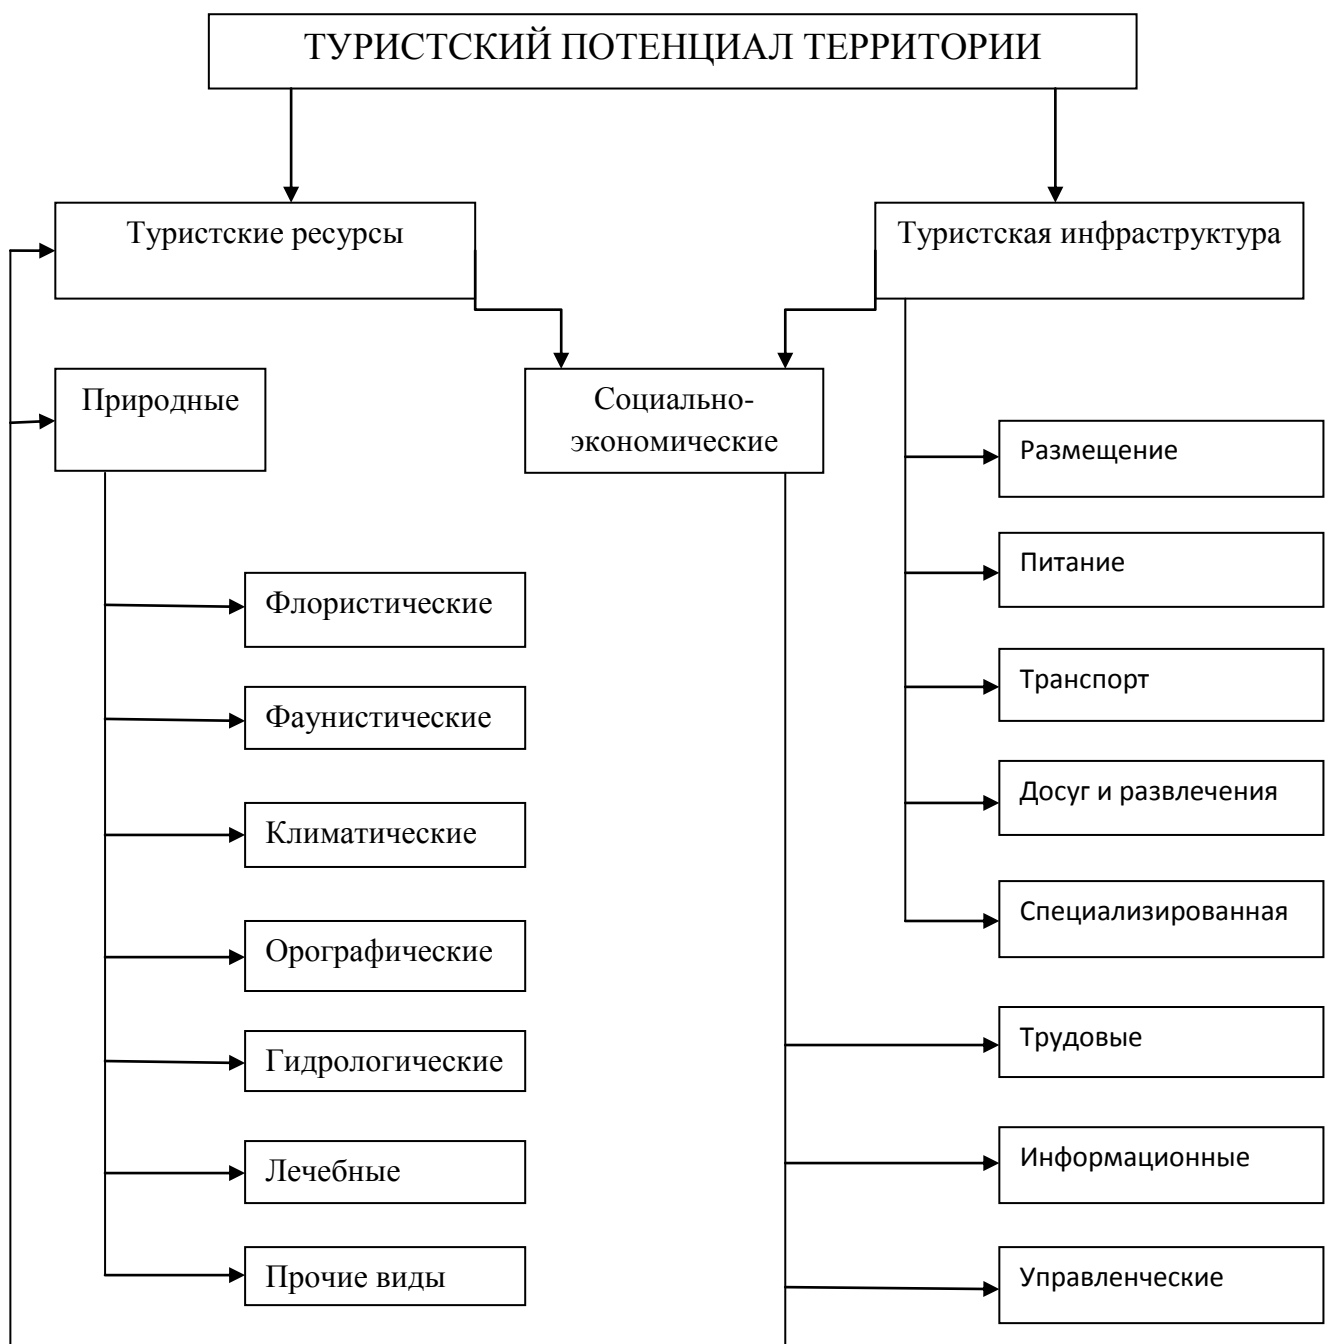 ТУРИСТСКИЙ ПОТЕНЦИАЛ ТЕРРИТОРИИ
Туристские ресурсы
Туристская инфраструктура
Природные
Социально-
экономические
Размещение
Питание
Транспорт
Досуг и развлечения
Специализированная
Флористические
Фаунистические
Климатические
Орографические
Гидрологические
Лечебные
Прочие виды
Трудовые
Информационные
Управленческие